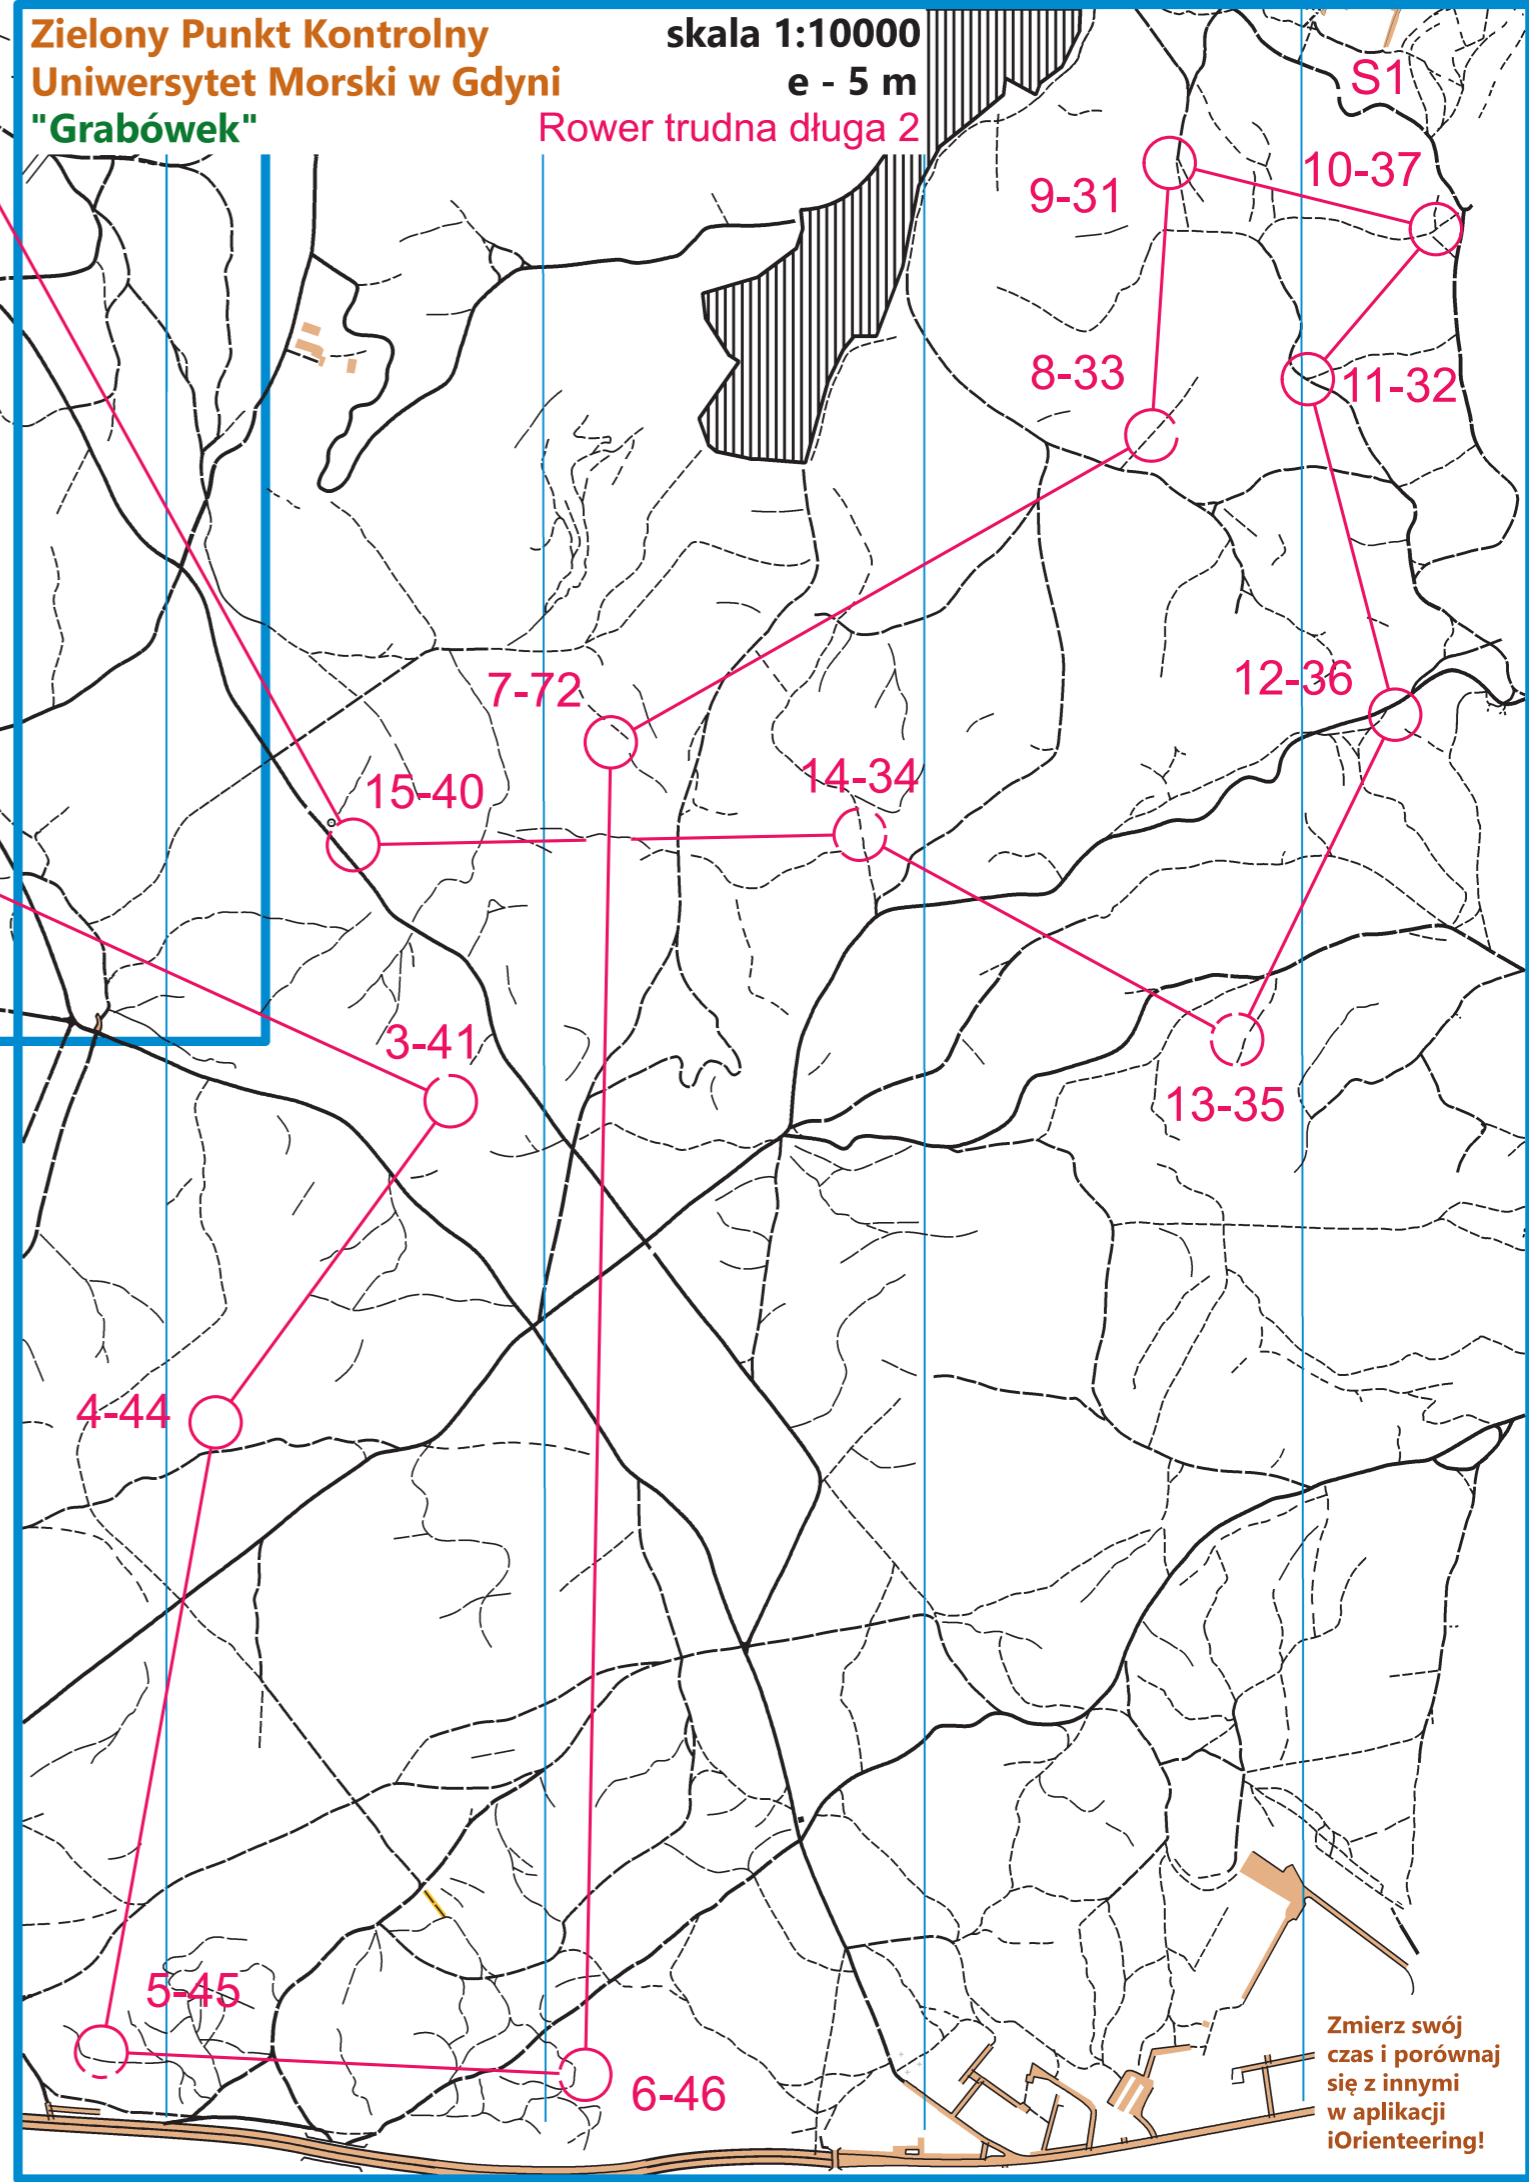 Zielony Punkt Kontrolny
Uniwersytet Morski w Gdyni
"Grabówek"
skala 1:10000
e - 5 m
Rower trudna długa 2
S1
10-37
9-31
8-33
11-32
12-36
7-72
14-34
15-40
3-41
13-35
4-44
5-45
6-46
Zmierz swój
czas i porównaj
się z innymi
w aplikacji
iOrienteering!